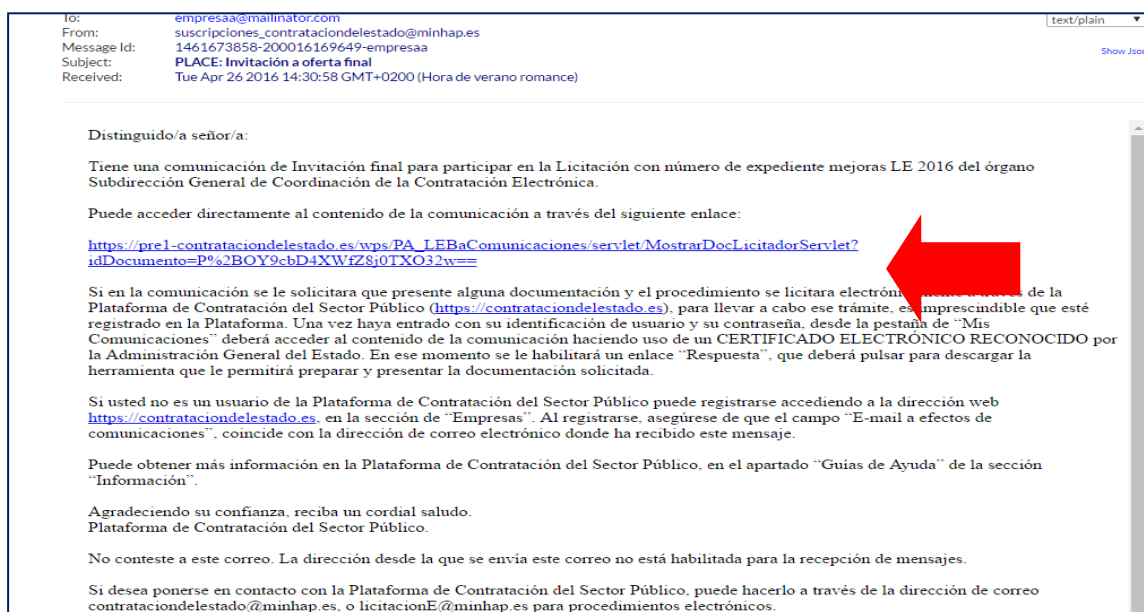 To: empresaa@mailinator.com
text/plain
From: suscripciones_contrataciondelestado@minhap.es
Message Id: 1461673858-200016169649-empresaa
Show Json
Subject: PLACE: Invitación a oferta final
Received: Tue Apr 26 2016 14:30:58 GMT+0200 (Hora de verano romance)
Distinguido/a señor/a:
Tiene una comunicación de Invitación final para participar en la Licitación con número de expediente mejoras LE 2016 del órgano
Subdirección General de Coordinación de la Contratación Electrónica.
Puede acceder directamente al contenido de la comunicación a través del siguiente enlace:
https://pre1-contrataciondelestado.es/wps/PA_LEBaComunicaciones/servlet/MostrarDocLicitadorServlet?
idDocumento=P%2BOY9cbD4XWfZ8j0TXO32w==
Si en la comunicación se le solicitara que presente alguna documentación y el procedimiento se licitara de la
Plataforma de Contratación del Sector Público (https://contrataciondelestado.es), para llevar a cabo ese trámite, es imprescindible que esté
registrado en la Plataforma. Una vez haya entrado con su identificación de usuario y su contraseña, desde la pestaña de “Mis
Comunicaciones” deberá acceder al contenido de la comunicación haciendo uso de un CERTIFICADO ELECTRÓNICO RECONOCIDO por
la Administración General del Estado. En ese momento se le habilitará un enlace “Respuesta”, que deberá pulsar para descargar la
herramienta que le permitirá preparar y presentar la documentación solicitada.
Si usted no es un usuario de la Plataforma de Contratación del Sector Público puede registrarse accediendo a la dirección web
https://contrataciondelestado.es, en la sección de “Empresas”. Al registrarse, asegúrese de que el campo “E-mail a efectos de
comunicaciones”, coincide con la dirección de correo electrónico donde ha recibido este mensaje.
Puede obtener más información en la Plataforma de Contratación del Sector Público, en el apartado “Guías de Ayuda” de la sección
“Información”.
Agradeciendo su confianza, reciba un cordial saludo.
Plataforma de Contratación del Sector Público.
No conteste a este correo. La dirección desde la que se envía este correo no está habilitada para la recepción de mensajes.
Si desea ponerse en contacto con la Plataforma de Contratación del Sector Público, puede hacerlo a través de la dirección de correo
contrataciondelestado@minhap.es, o licitacionE@minhap.es para procedimientos electrónicos.